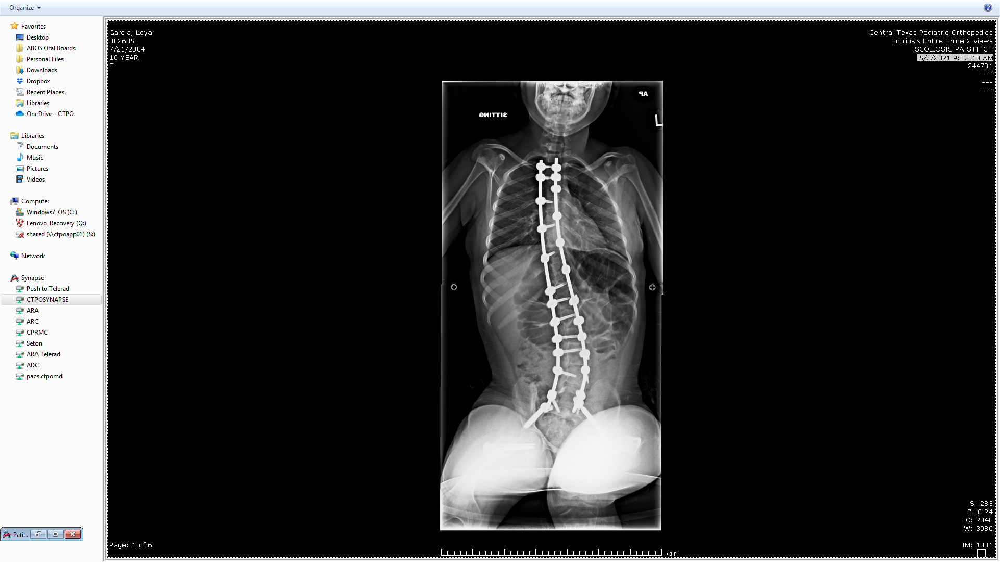 Organize
Favorites
Desktop
ABOS Oral Boards
Personal Files
Downloads
Dropbox
Recent Places
Libraries
OneDrive - CTPO
Libraries
Documents
Music
Pictures
Videos
Computer
Windows7_OS (C:)
Lenovo_Recovery (Q:)
shared (\\ctpoapp01) (S:)
Network
Synapse
Push to Telerad
CTPOSYNAPSE
ARA
ARC
CPRMC
Seton
ARA Telerad
ADC
pacs.ctpomd
Pati...
Garcia, Leya
302685
7/21/2004
16 YEAR
F
Central Texas Pediatric Orthopedics
Scoliosis Entire Spine 2 views
SCOLIOSIS PA STITCH
5/5/2021 9:35:10 AM
244701
---
---
---
AP
SITTING
L
S: 283
Z: 0.24
C: 2048
W: 3080
IM: 1001
Page: 1 of 6
cm